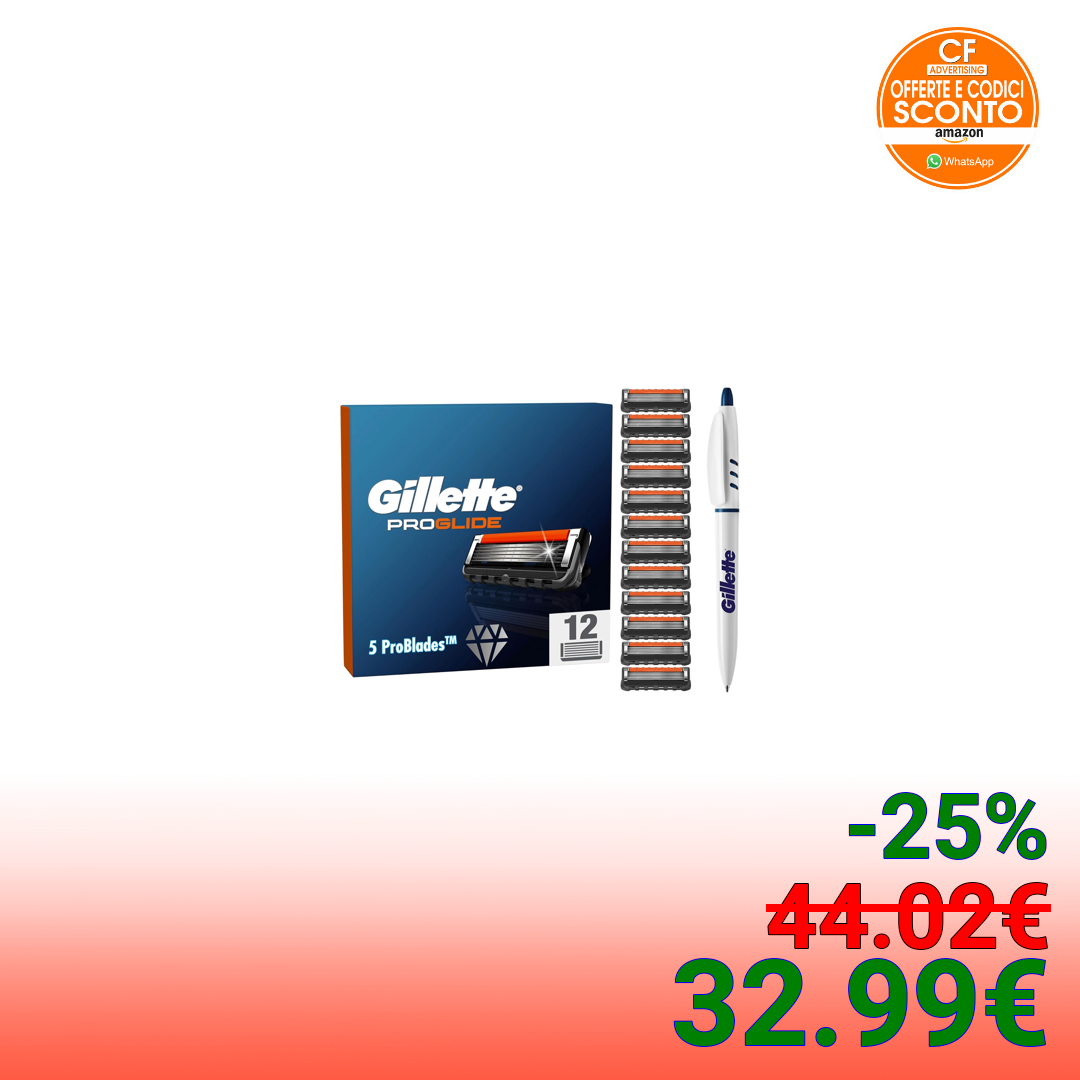 CF
ADVERTISING
OFFERTE E CODICI
SCONTO
amazon
WhatsApp
Gillette®
PROGLIDE
5 ProBlades™
12
Gillette
-25%
44.02€
32.99€